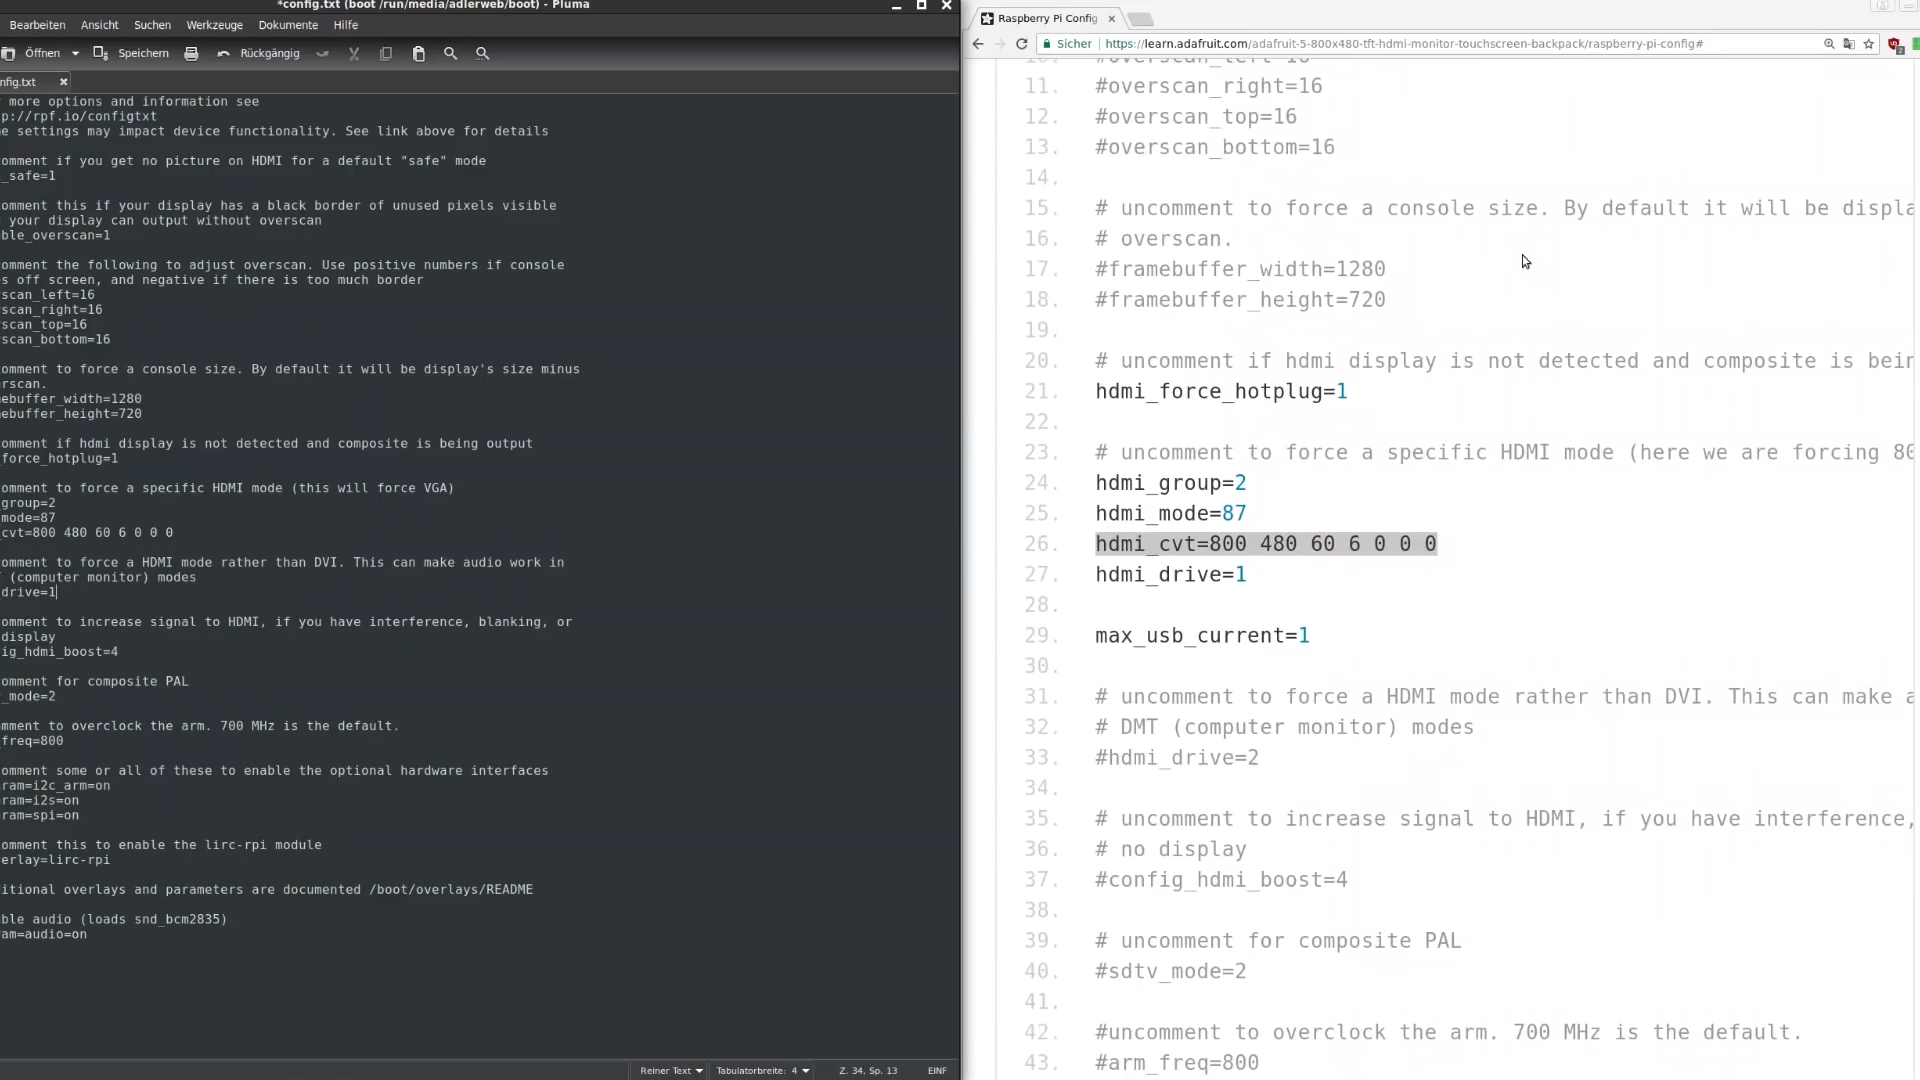 *config.txt (boot /run/media/adlerweb/boot) - Pluma
Bearbeiten Ansicht Suchen Werkzeuge Dokumente Hilfe
Öffnen Speichern Rückgängig
nfig.txt
more options and information see
p://rpf.io/configtxt
e settings may impact device functionality. See link above for details
omment if you get no picture on HDMI for a default "safe" mode
_safe=1
omment this if your display has a black border of unused pixels visible
your display can output without overscan
ble_overscan=1
omment the following to adjust overscan. Use positive numbers if console
s off screen, and negative if there is too much border
scan_left=16
scan_right=16
scan_top=16
scan_bottom=16
omment to force a console size. By default it will be display's size minus
rscan.
ebuffer_width=1280
ebuffer_height=720
omment if hdmi display is not detected and composite is being output
_force_hotplug=1
omment to force a specific HDMI mode (this will force VGA)
_group=2
_mode=87
_cvt=800 480 60 6 0 0 0
omment to force a HDMI mode rather than DVI. This can make audio work in
(computer monitor) modes
_drive=1
omment to increase signal to HDMI, if you have interference, blanking, or
display
ig_hdmi_boost=4
omment for composite PAL
_mode=2
mment to overclock the arm. 700 MHz is the default.
_freq=800
omment some or all of these to enable the optional hardware interfaces
ram=i2c_arm=on
ram=i2s=on
ram=spi=on
omment this to enable the lirc-rpi module
erlay=lirc-rpi
itional overlays and parameters are documented /boot/overlays/README
ble audio (loads snd_bcm2835)
am=audio=on
Reiner Text Tabulatorbreite: 4 Z. 34, Sp. 13 EINF
Raspberry Pi Config
Sicher https://learn.adafruit.com/adafruit-5-800x480-tft-hdmi-monitor-touchscreen-backpack/raspberry-pi-config#
10. #overscan_left=16
11. #overscan_right=16
12. #overscan_top=16
13. #overscan_bottom=16
14.
15. # uncomment to force a console size. By default it will be displa
16. # overscan.
17. #framebuffer_width=1280
18. #framebuffer_height=720
19.
20. # uncomment if hdmi display is not detected and composite is bein
21. hdmi_force_hotplug=1
22.
23. # uncomment to force a specific HDMI mode (here we are forcing 80
24. hdmi_group=2
25. hdmi_mode=87
26. hdmi_cvt=800 480 60 6 0 0 0
27. hdmi_drive=1
28.
29. max_usb_current=1
30.
31. # uncomment to force a HDMI mode rather than DVI. This can make a
32. # DMT (computer monitor) modes
33. #hdmi_drive=2
34.
35. # uncomment to increase signal to HDMI, if you have interference,
36. # no display
37. #config_hdmi_boost=4
38.
39. # uncomment for composite PAL
40. #sdtv_mode=2
41.
42. #uncomment to overclock the arm. 700 MHz is the default.
43. #arm_freq=800